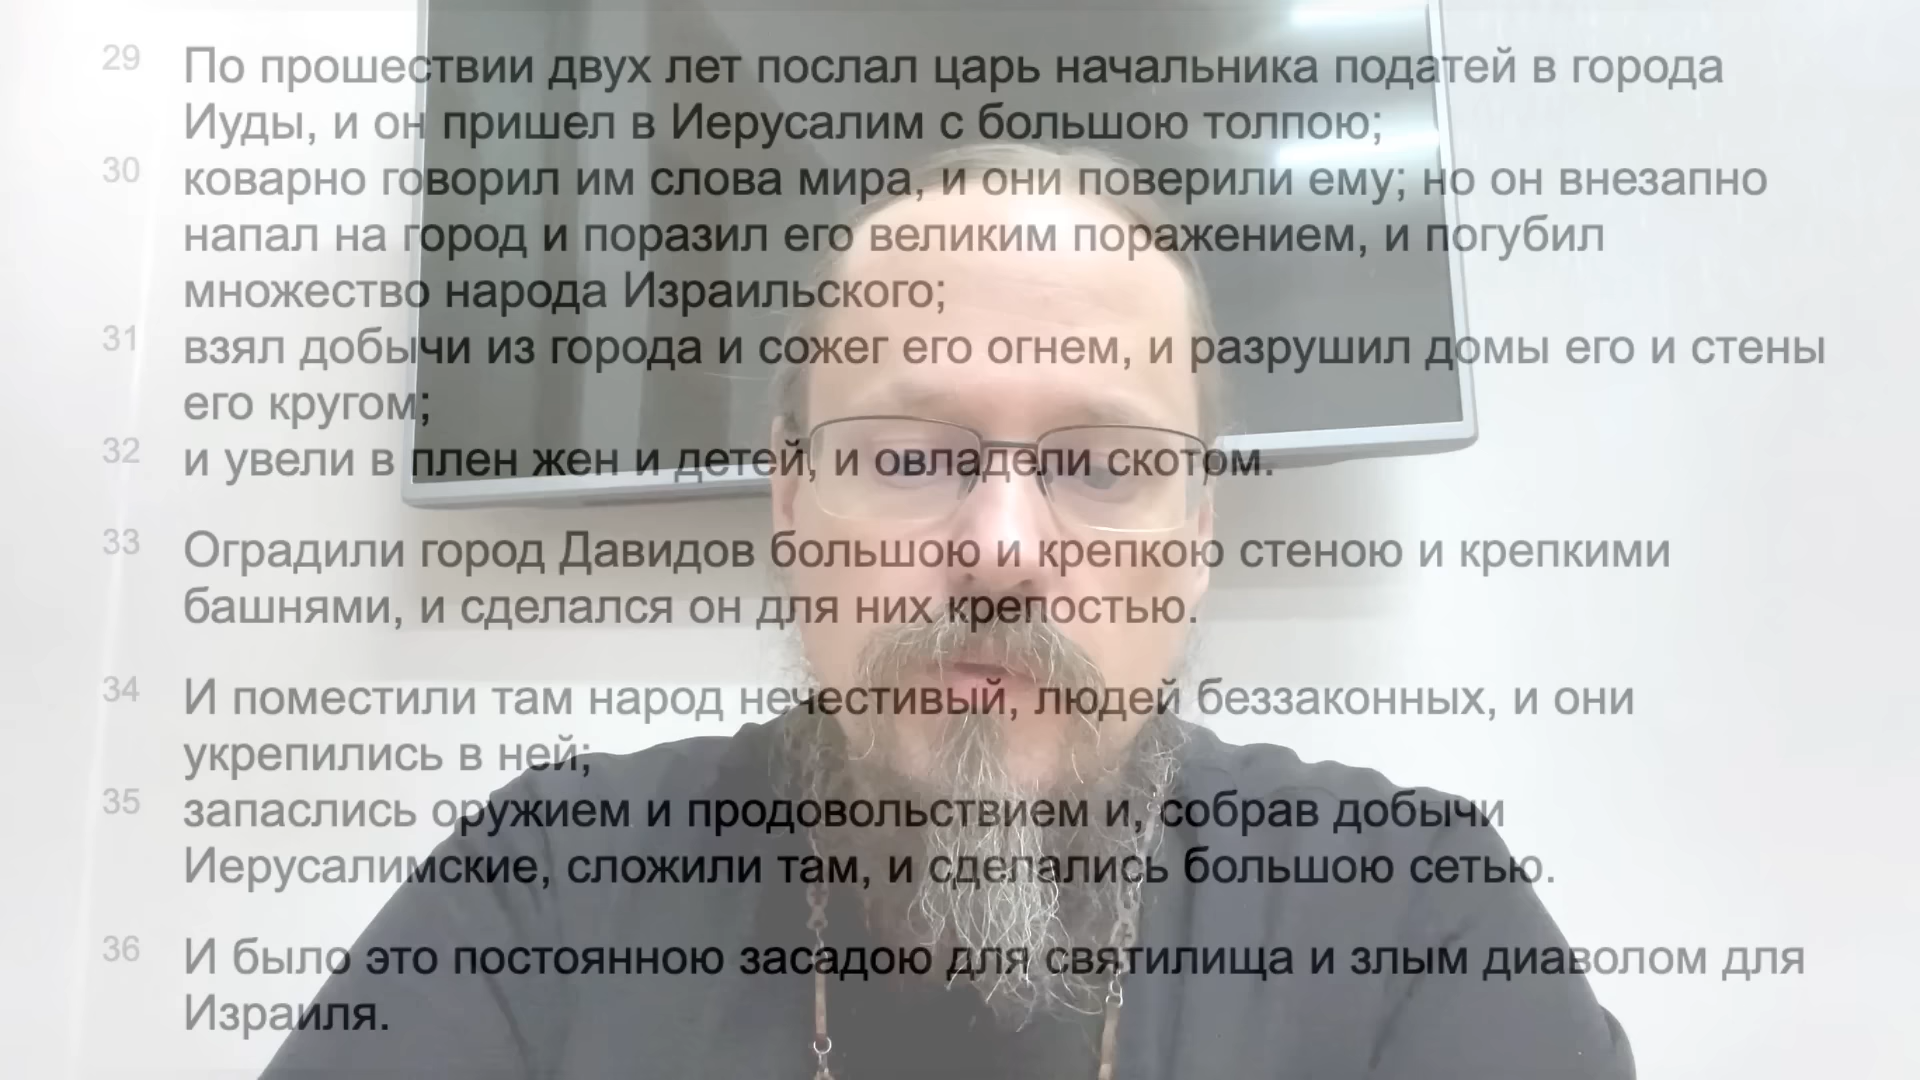 29 По прошествии двух лет послал царь начальника податей в города
Иуды, и он пришел в Иерусалим с большою толпою;
30 коварно говорил им слова мира, и они поверили ему; но он внезапно
напал на город и поразил его великим поражением, и погубил
множество народа Израильского;
31 взял добычи из города и сожег его огнем, и разрушил домы его и стены
его кругом;
32 и увели в плен жен и детей, и овладели скотом.
33 Оградили город Давидов большою и крепкою стеною и крепкими
башнями, и сделался он для них крепостью.
34 И поместили там народ нечестивый, людей беззаконных, и они
укрепились в ней;
35 запаслись оружием и продовольствием и, собрав добычи
Иерусалимские, сложили там, и сделались большою сетью.
36 И было это постоянною засадою для святилища и злым диаволом для
Израиля.